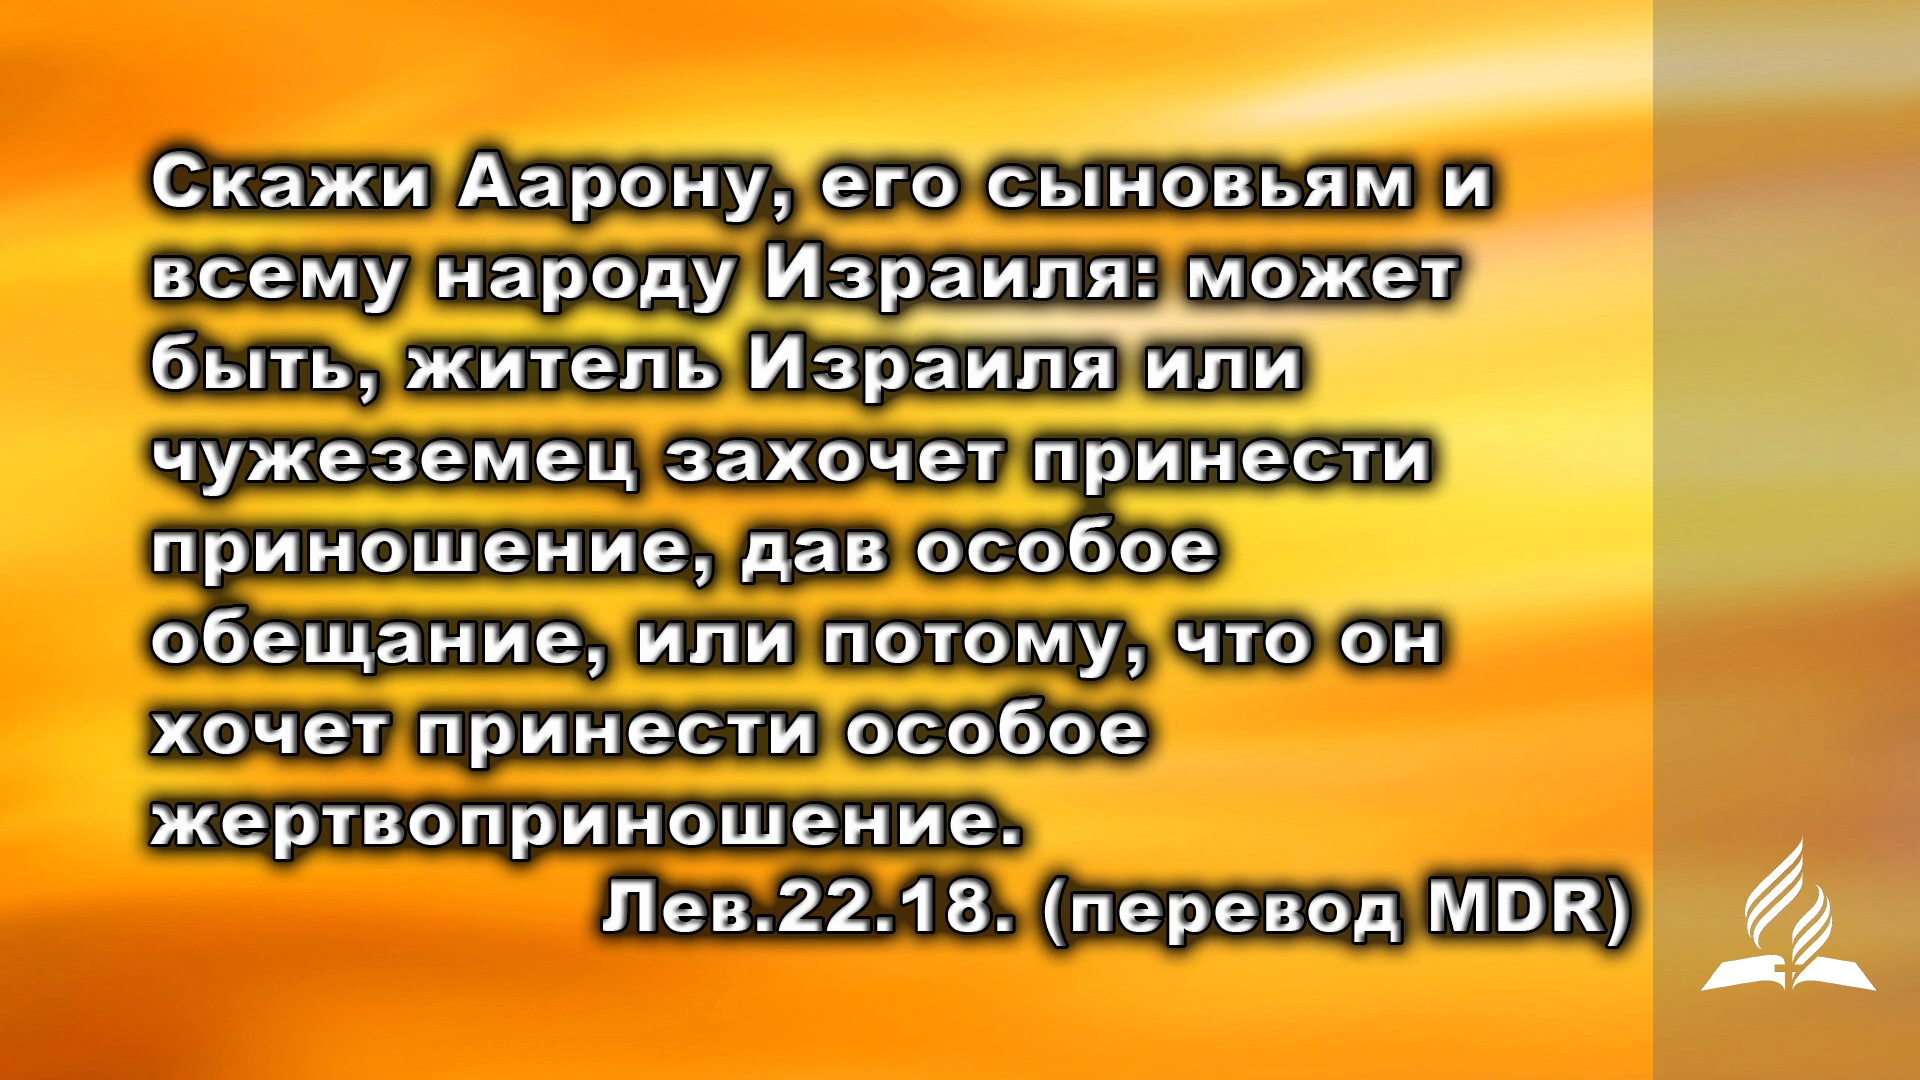 Скажи Аарону, его сыновьям и
всему народу Израиля: может
быть, житель Израиля или
чужеземец захочет принести
приношение, дав особое
обещание, или потому, что он
хочет принести особое
жертвоприношение.
Лев.22.18. (перевод MDR)